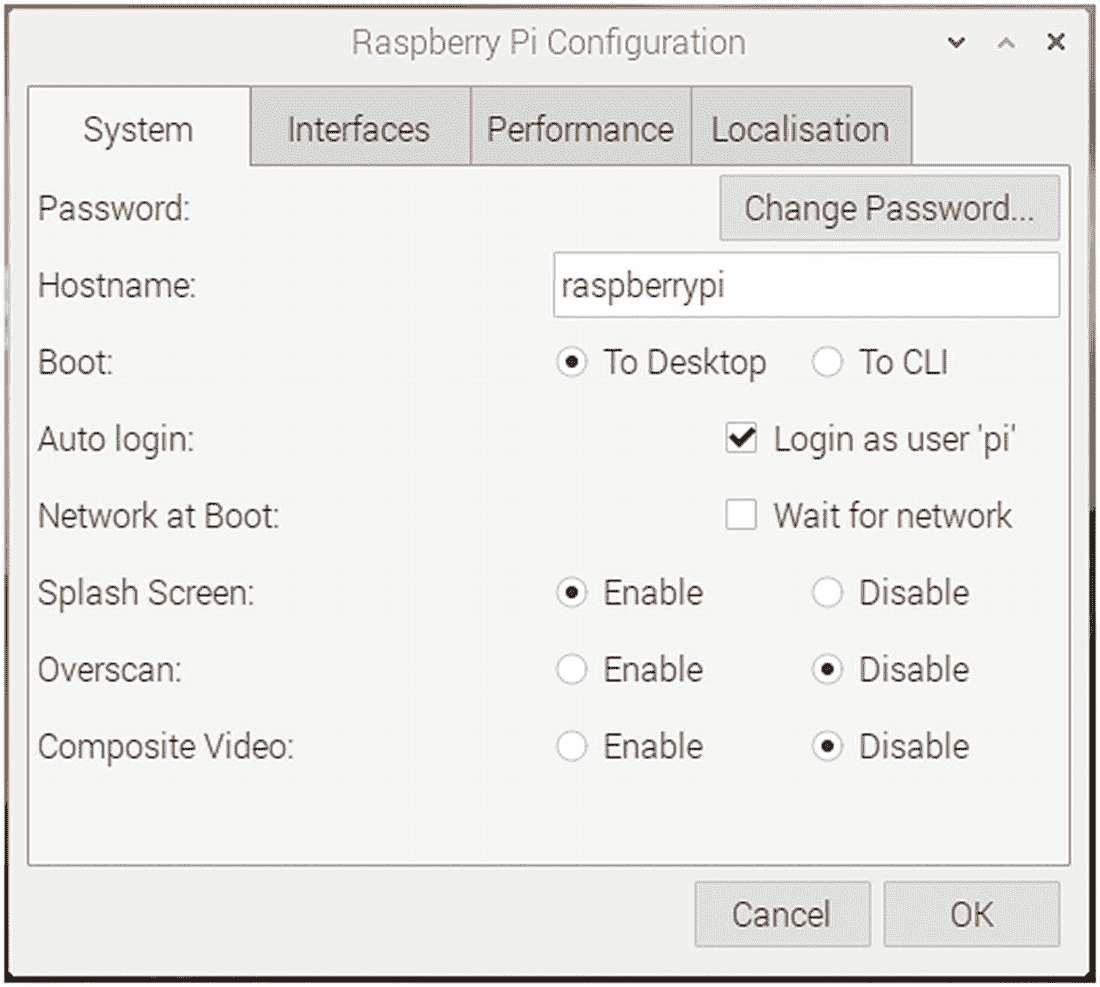 Raspberry Pi Configuration
System Interfaces Performance Localisation
Password: Change Password...
Hostname: raspberrypi
Boot: To Desktop To CLI
Auto login: Login as user 'pi'
Network at Boot: Wait for network
Splash Screen: Enable Disable
Overscan: Enable Disable
Composite Video: Enable Disable
Cancel OK